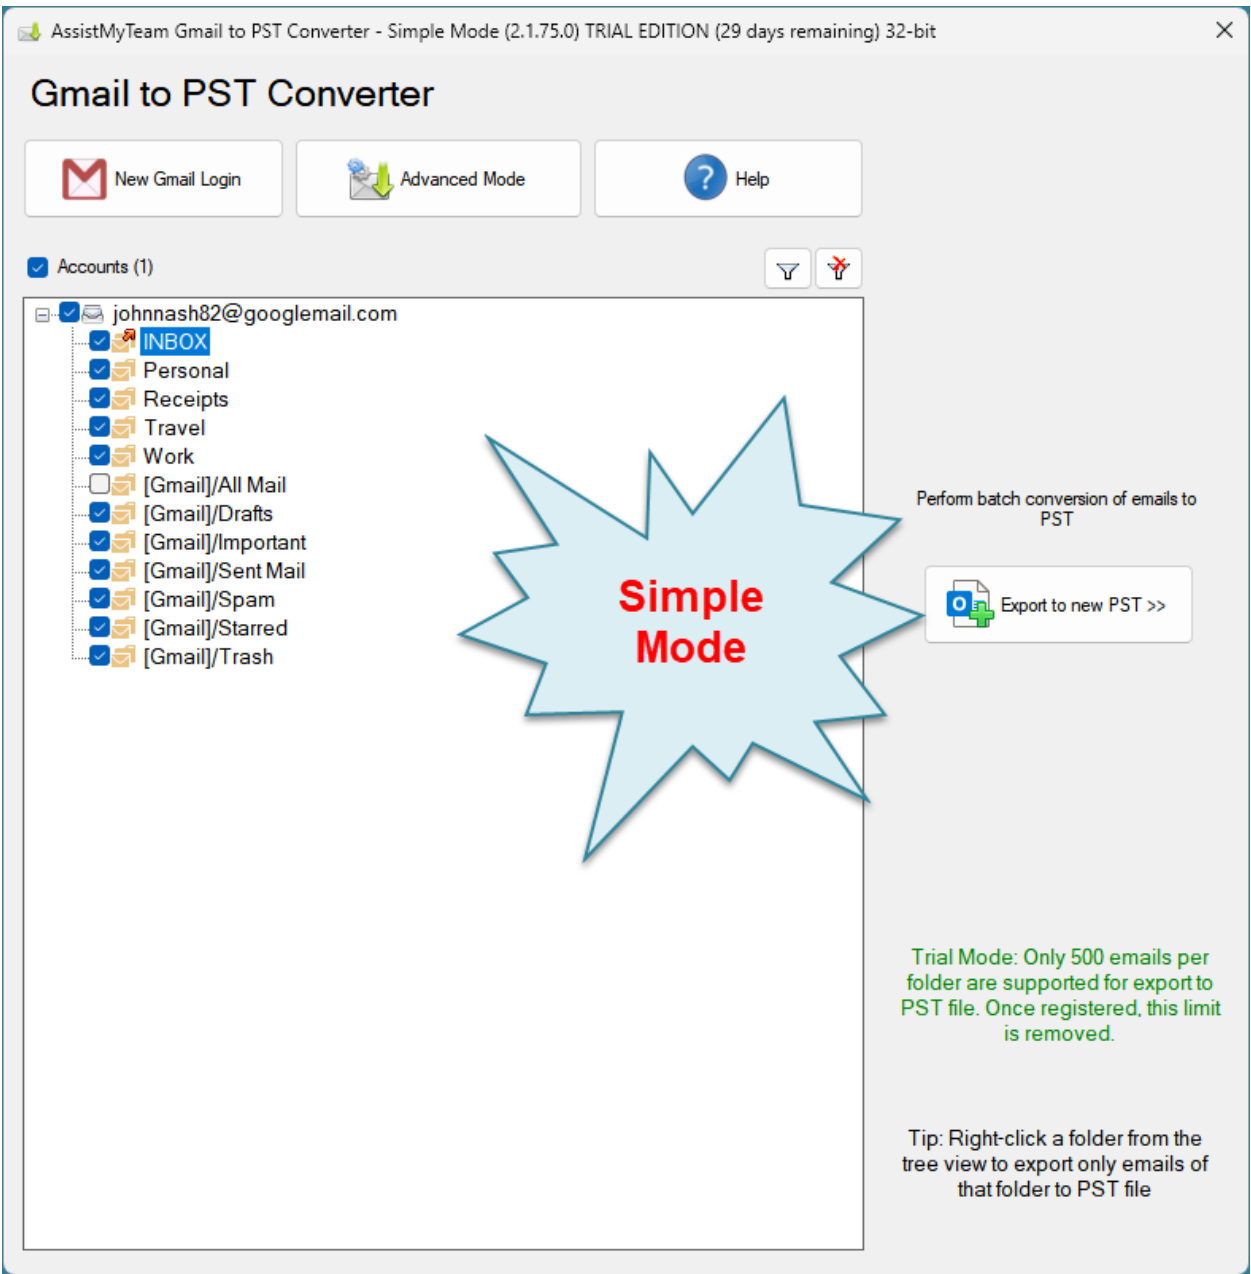 AssistMyTeam Gmail to PST Converter - Simple Mode (2.1.75.0) TRIAL EDITION (29 days remaining) 32-bit
Gmail to PST Converter
New Gmail Login
Advanced Mode
Help
Accounts (1)
johnnash82@googlemail.com
INBOX
Personal
Receipts
Travel
Work
[Gmail]/All Mail
[Gmail]/Drafts
[Gmail]/Important
[Gmail]/Sent Mail
[Gmail]/Spam
[Gmail]/Starred
[Gmail]/Trash
Simple
Mode
Perform batch conversion of emails to
PST
Export to new PST >>
Trial Mode: Only 500 emails per
folder are supported for export to
PST file. Once registered, this limit
is removed.
Tip: Right-click a folder from the
tree view to export only emails of
that folder to PST file